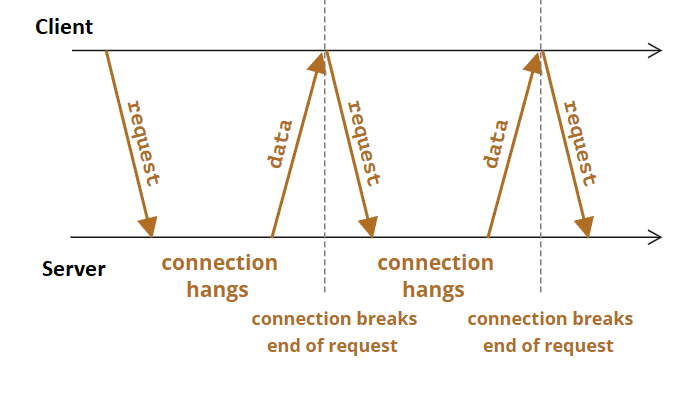 Client
request
data
request
data
request
Server
connection
hangs
connection
hangs
connection breaks
end of request
connection breaks
end of request